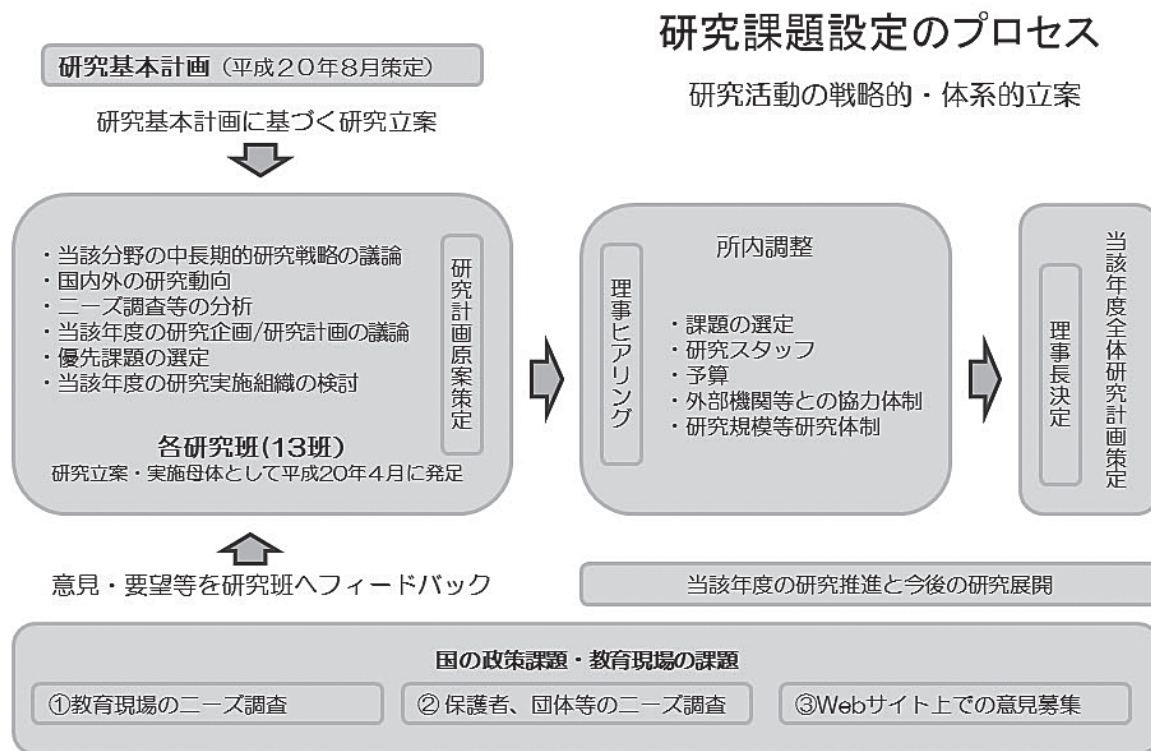 研究課題設定のプロセス
研究活動の戦略的・体系的立案
研究基本計画（平成２０年８月策定）
研究基本計画に基づく研究立案
・当該分野の中長期的研究戦略の議論
・国内外の研究動向
・ニーズ調査等の分析
・当該年度の研究企画/研究計画の議論
・優先課題の選定
・当該年度の研究実施組織の検討
各研究班(13班)
研究立案・実施母体として平成20年４月に発足
研究計画原案策定
理事ヒアリング
所内調整
・課題の選定
・研究スタッフ
・予算
・外部機関等との協力体制
・研究規模等研究体制
理事長決定
当該年度全体研究計画策定
意見・要望等を研究班へフィードバック
当該年度の研究推進と今後の研究展開
国の政策課題・教育現場の課題
①教育現場のニーズ調査
② 保護者、団体等のニーズ調査
③Webサイト上での意見募集